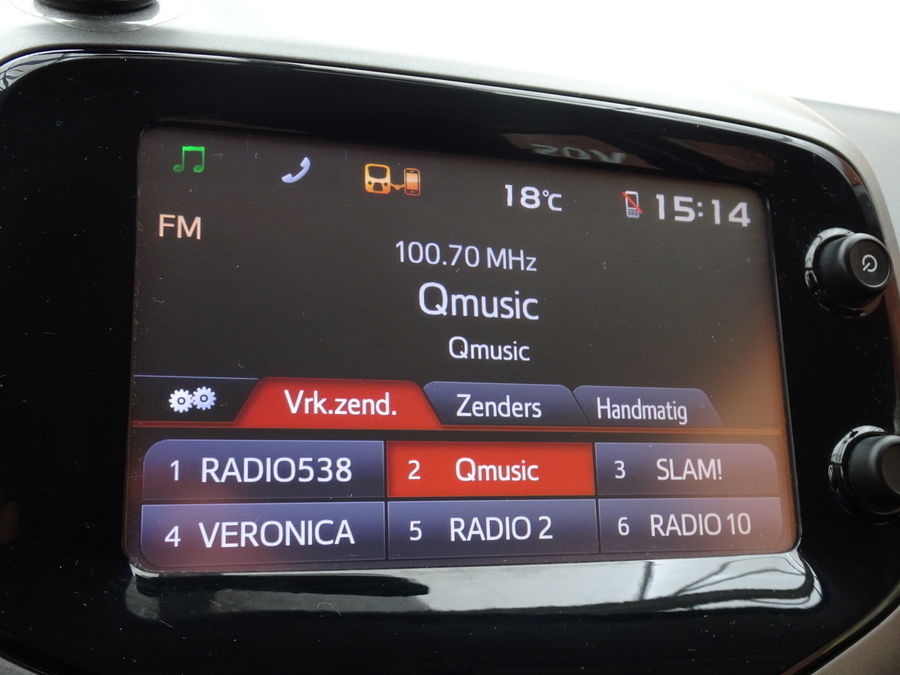 18°C 15:14
FM
100.70 MHz
Qmusic
Qmusic
Vrk.zend. Zenders Handmatig
1 RADIO538 2 Qmusic 3 SLAM!
4 VERONICA 5 RADIO 2 6 RADIO 10